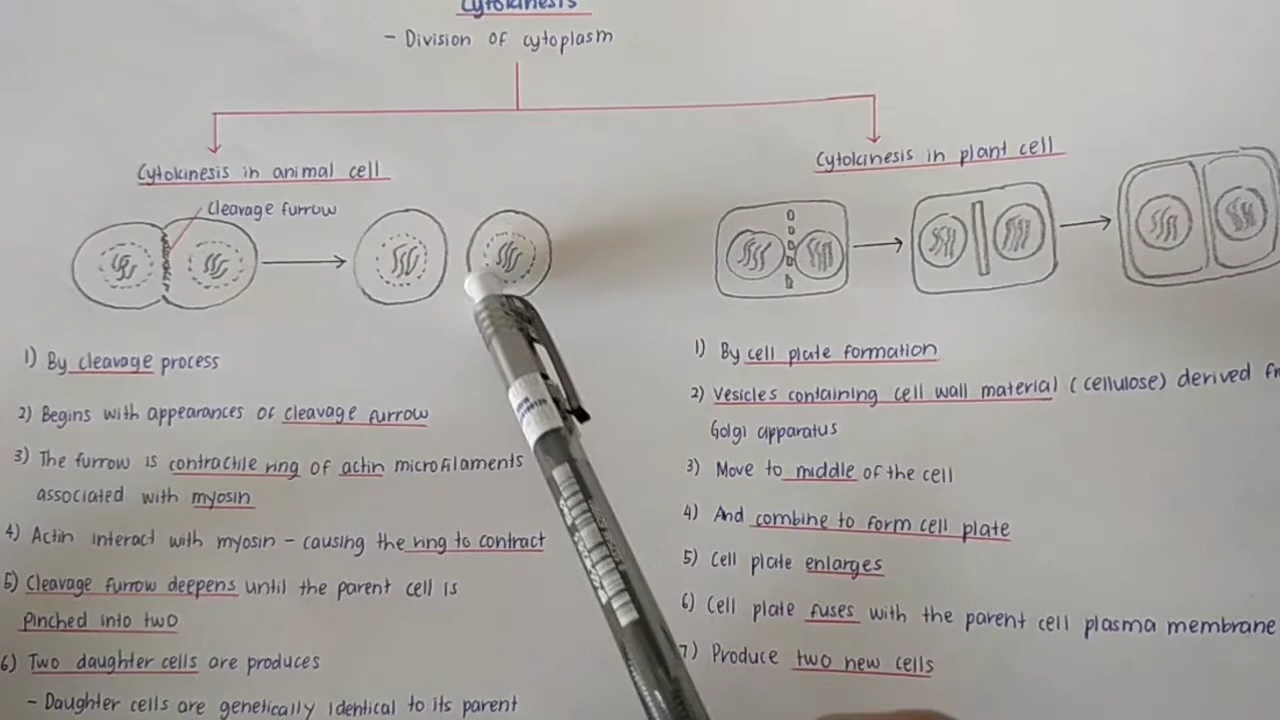 Cytokinesis
- Division of cytoplasm
Cytokinesis in animal cell
Cleavage furrow
1) By cleavage process
2) Begins with appearances of cleavage furrow
3) The furrow is contractile ring of actin microfilaments
associated with myosin
4) Actin interact with myosin - causing the ring to contract
5) Cleavage furrow deepens until the parent cell is
pinched into two
6) Two daughter cells are produces
- Daughter cells are genetically identical to its parent
Cytokinesis in plant cell
1) By cell plate formation
2) Vesicles containing cell wall material (cellulose) derived
Golgi apparatus
3) Move to middle of the cell
4) And combine to form cell plate
5) Cell plate enlarges
6) Cell plate fuses with the parent cell plasma membrane
7) Produce two new cells